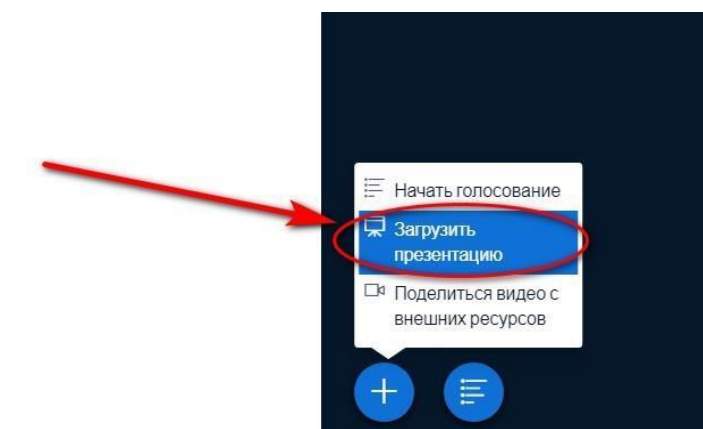 Начать голосование
Загрузить
презентацию
Поделиться видео с
внешних ресурсов